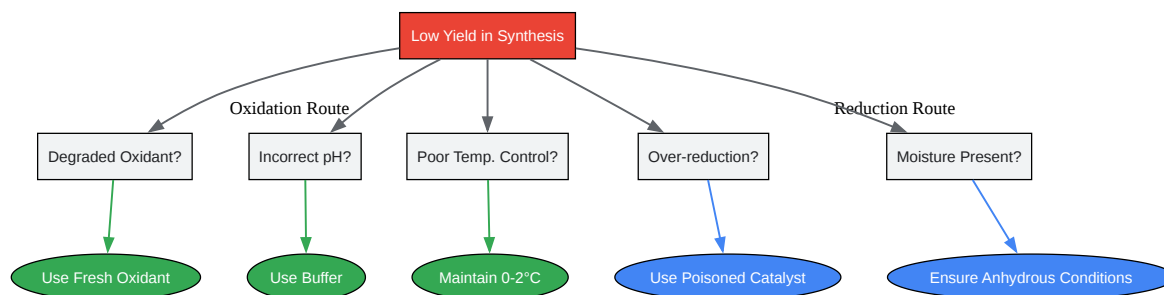 Low Yield in Synthesis
Oxidation Route
Reduction Route
Degraded Oxidant?
Incorrect pH?
Poor Temp. Control?
Over-reduction?
Moisture Present?
Use Fresh Oxidant
Use Buffer
Maintain 0-2°C
Use Poisoned Catalyst
Ensure Anhydrous Conditions